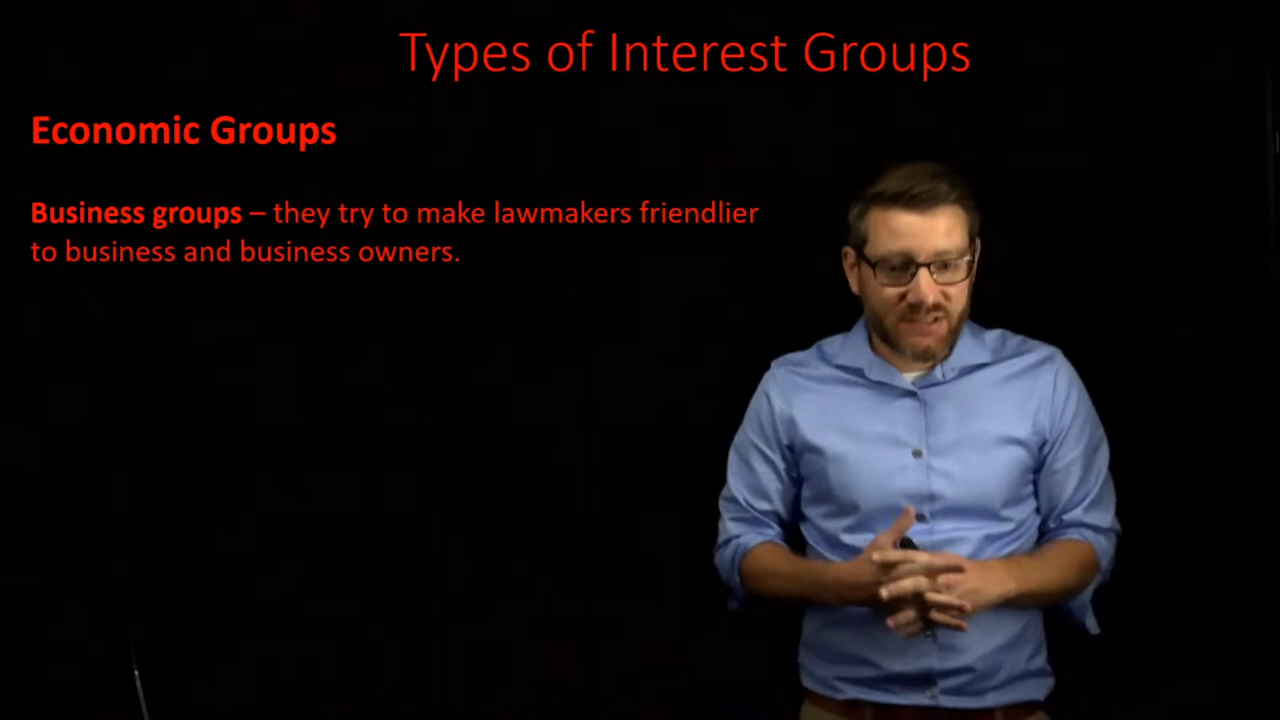 Types of Interest Groups
Economic Groups
Business groups – they try to make lawmakers friendlier
to business and business owners.